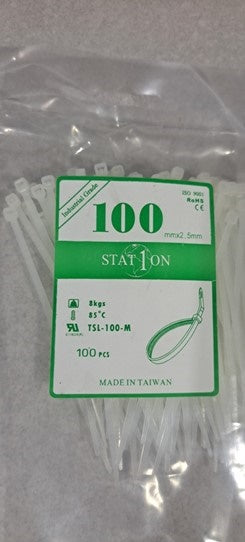 ISO 9001
RoHS
CE
Industrial Grade
100
mmx2.5mm
STAT1ON
8kgs
85°C
TSL-100-M
100 PCS
MADE IN TAIWAN